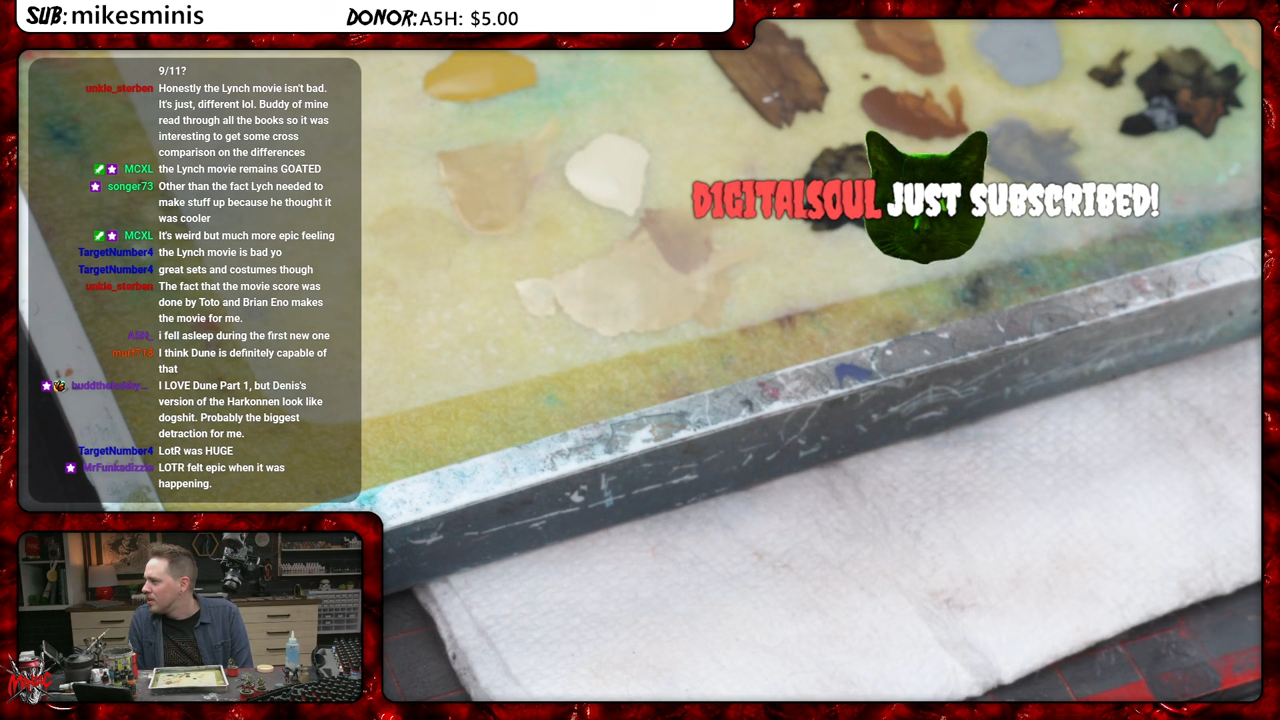 SUB: mikesminis
DONOR: A5H: $5.00
9/11?
unkle_sterben Honestly the Lynch movie isn't bad.
It's just, different lol. Buddy of mine
read through all the books so it was
interesting to get some cross
comparison on the differences
MCXL the Lynch movie remains GOATED
songer73 Other than the fact Lych needed to
make stuff up because he thought it
was cooler
MCXL It's weird but much more epic feeling
TargetNumber4 the Lynch movie is bad yo
TargetNumber4 great sets and costumes though
unkle_sterben The fact that the movie score was
done by Toto and Brian Eno makes
the movie for me.
A5H_ i fell asleep during the first new one
I think Dune is definitely capable of
that
I LOVE Dune Part 1, but Denis's
version of the Harkonnen look like
dogshit. Probably the biggest
detraction for me.
TargetNumber4 LotR was HUGE
MrFunkadizzle LOTR felt epic when it was
happening.
D1GITALSOUL JUST SUBSCRIBED!